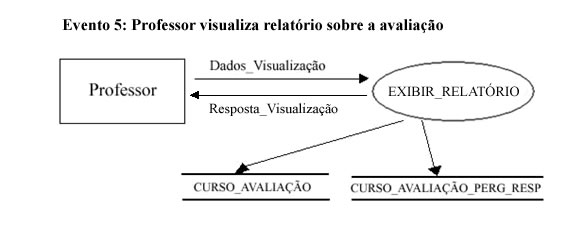 Evento 5: Professor visualiza relatório sobre a avaliação
Dados_Visualização
Professor
EXIBIR_RELATÓRIO
Resposta_Visualização
CURSO_AVALIAÇÃO
CURSO_AVALIAÇÃO_PERG_RESP